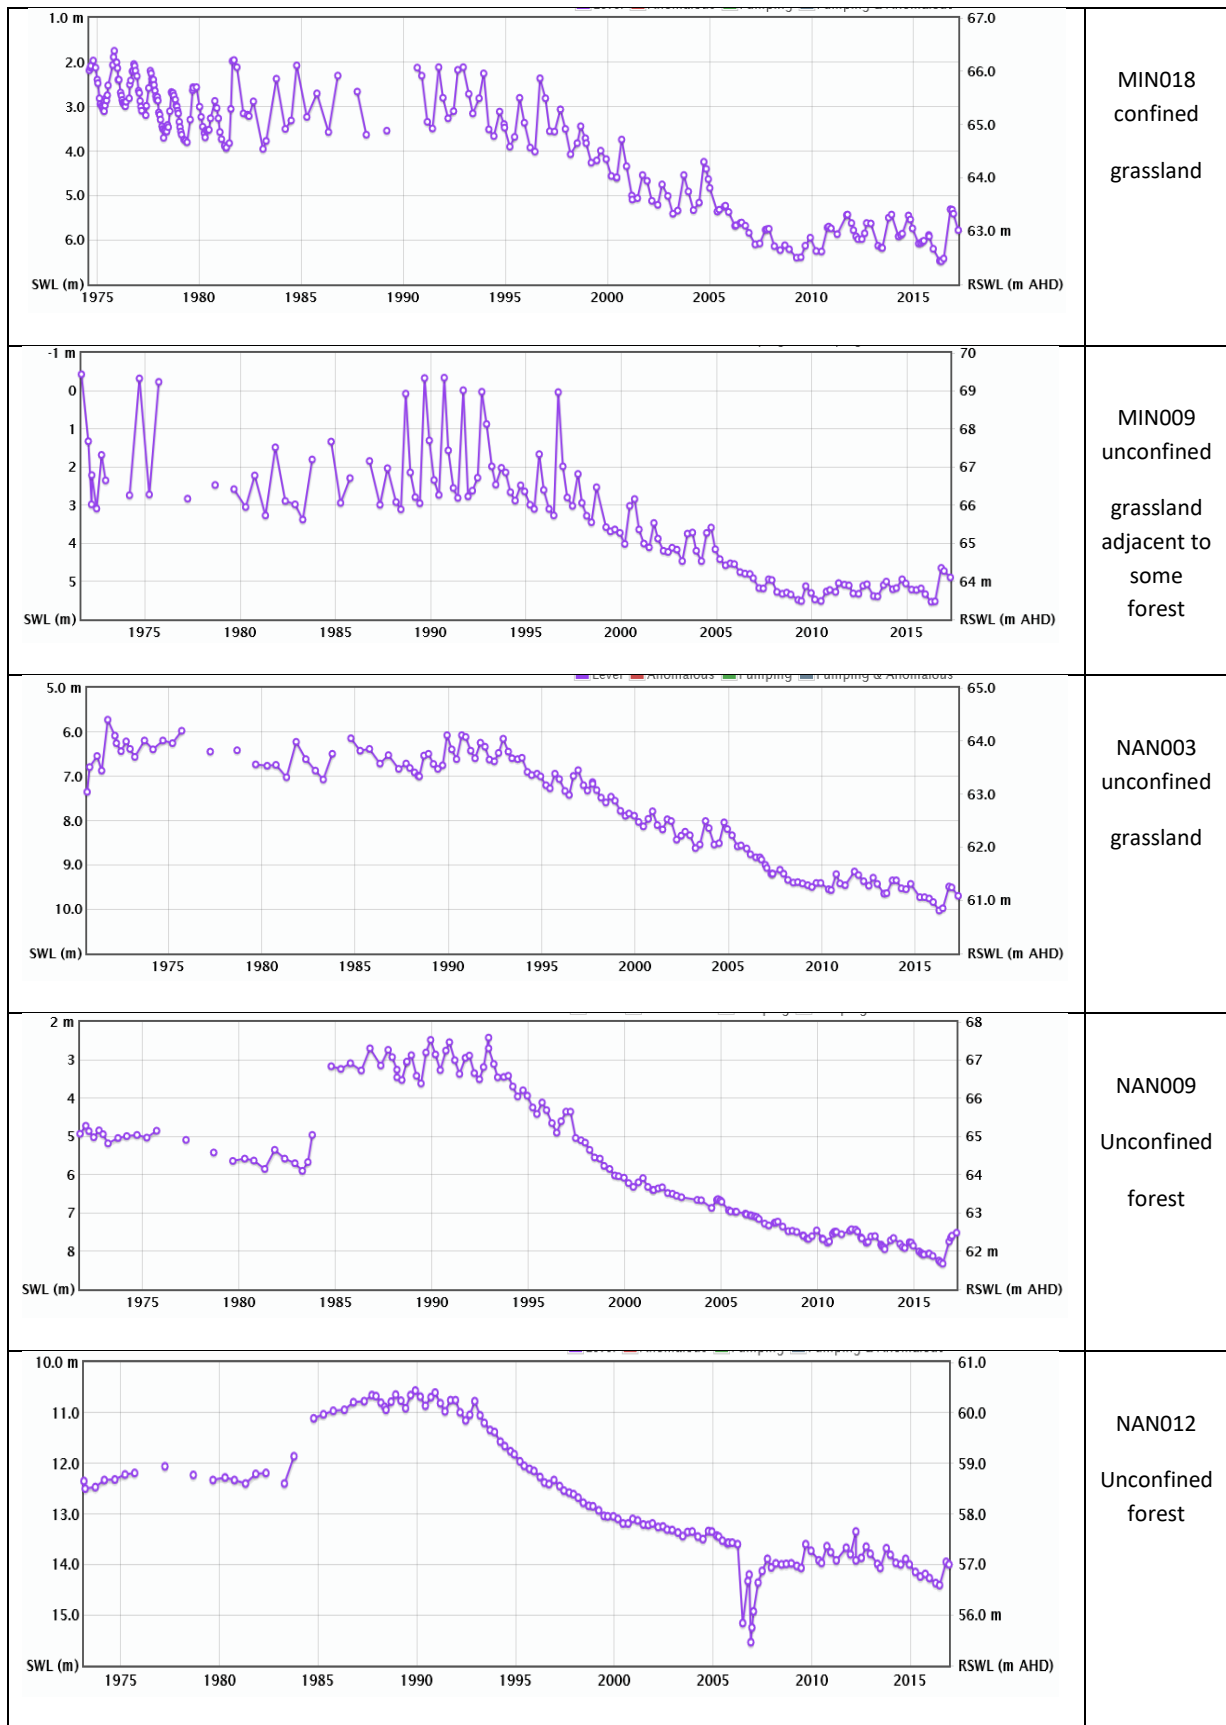 1.0 m
2.0
3.0
4.0
5.0
6.0
SWL (m)
67.0
66.0
65.0
64.0
63.0 m
RSWL (m AHD)
1975 1980 1985 1990 1995 2000 2005 2010 2015
MIN018
confined
grassland
-1 m
0
1
2
3
4
5
SWL (m)
70
69
68
67
66
65
64 m
RSWL (m AHD)
1975 1980 1985 1990 1995 2000 2005 2010 2015
MIN009
unconfined
grassland
adjacent to
some
forest
Level Anomalous Pumping Pumping & Anomalous
5.0 m
6.0
7.0
8.0
9.0
10.0
SWL (m)
65.0
64.0
63.0
62.0
61.0 m
RSWL (m AHD)
1975 1980 1985 1990 1995 2000 2005 2010 2015
NAN003
unconfined
grassland
2 m
3
4
5
6
7
8
SWL (m)
68
67
66
65
64
63
62 m
RSWL (m AHD)
1975 1980 1985 1990 1995 2000 2005 2010 2015
NAN009
Unconfined
forest
10.0 m
11.0
12.0
13.0
14.0
15.0
SWL (m)
61.0
60.0
59.0
58.0
57.0
56.0 m
RSWL (m AHD)
1975 1980 1985 1990 1995 2000 2005 2010 2015
NAN012
Unconfined
forest